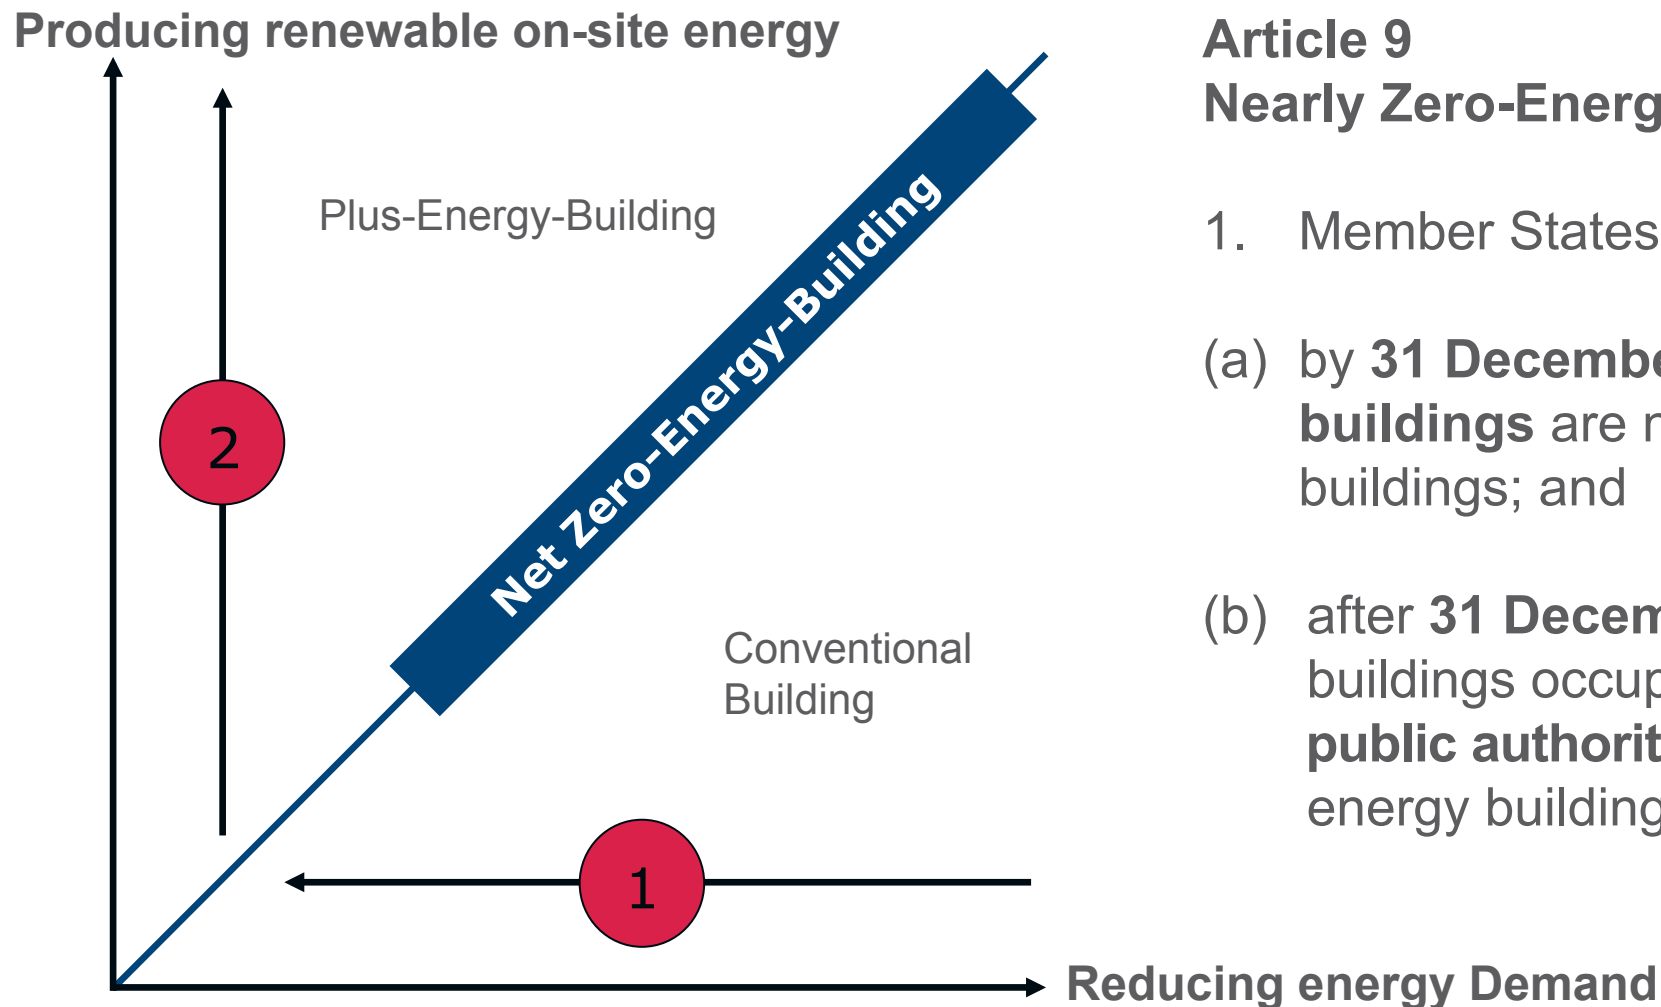 Producing renewable on-site energy
Plus-Energy-Building
Net Zero-Energy-Building
2
Conventional
Building
1
Reducing energy Demand
Article 9
Nearly Zero-Energ
1. Member States
(a) by 31 Decembe
buildings are n
buildings; and
(b) after 31 Decem
buildings occup
public authorit
energy building